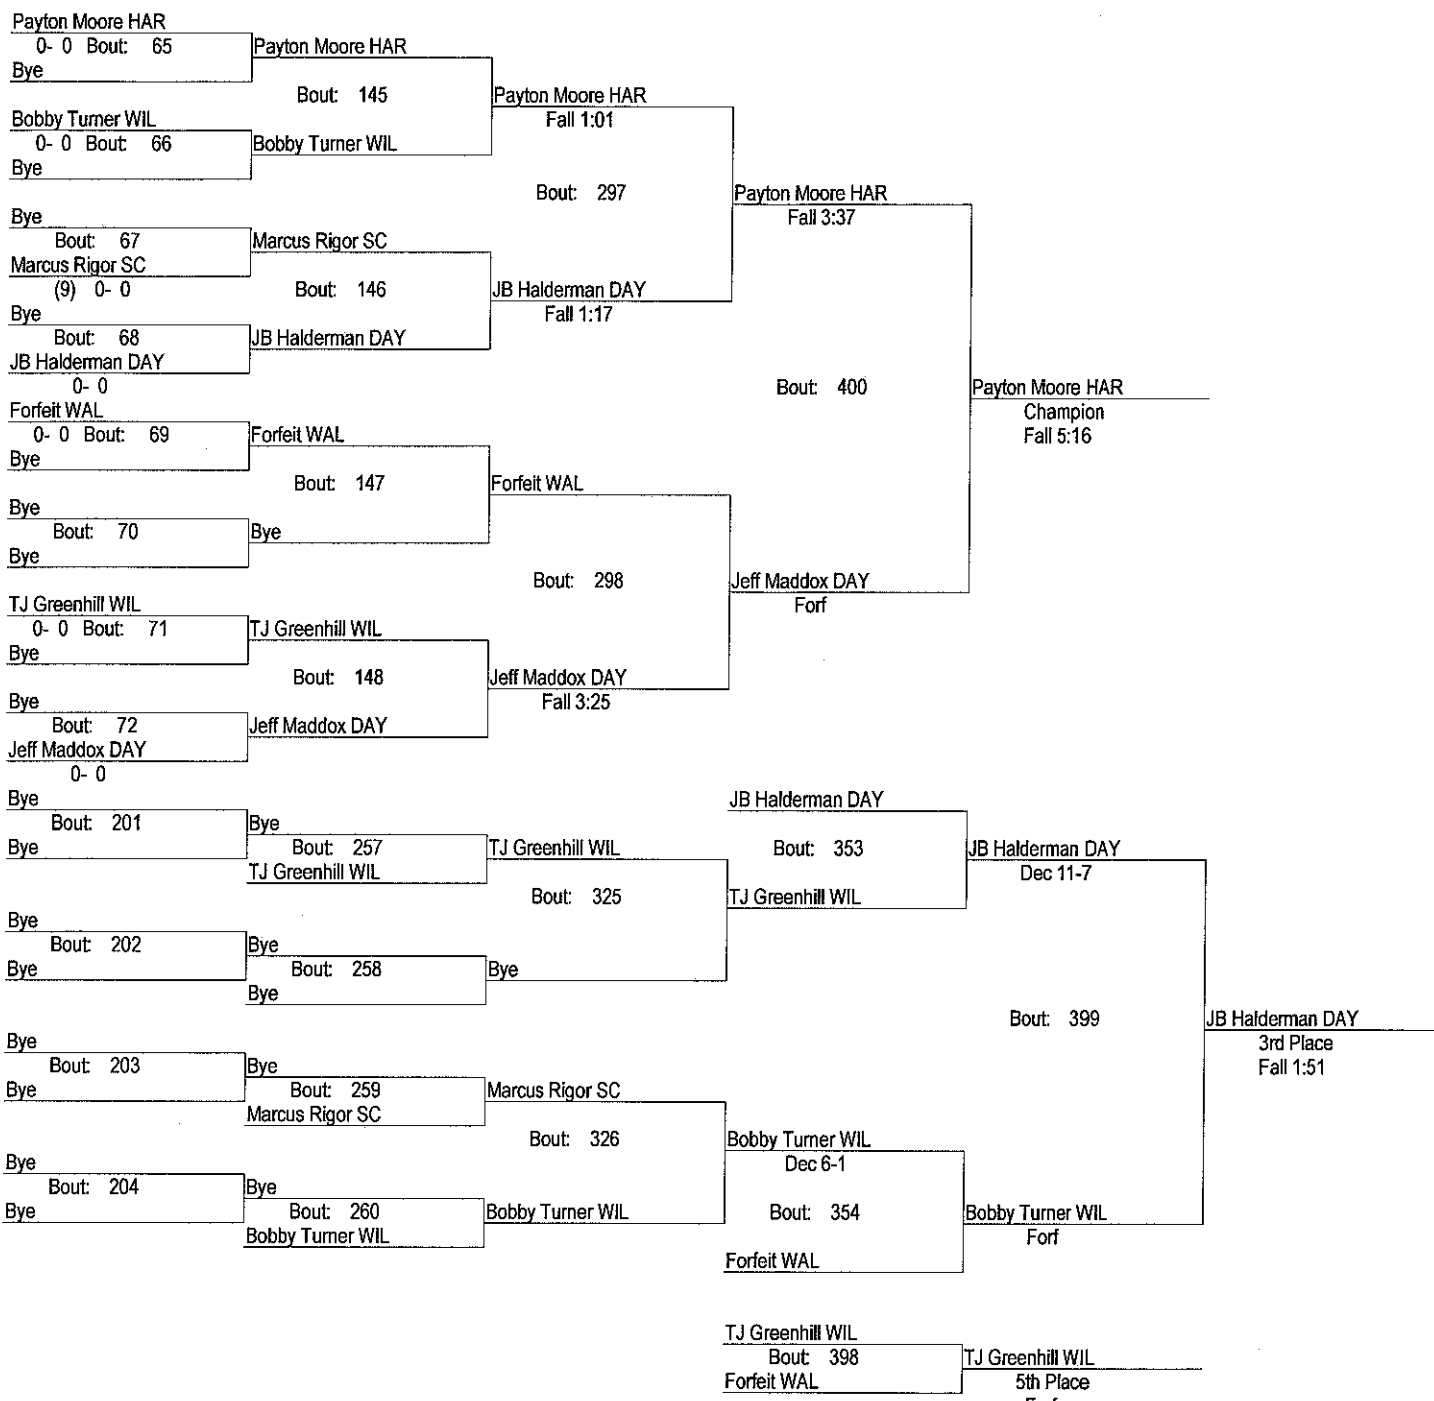 Payton Moore HAR
0- 0 Bout: 65
Bye
Payton Moore HAR
Bout: 145
Bobby Turner WIL
0- 0 Bout: 66
Bye
Bobby Turner WIL
Payton Moore HAR
Fall 1:01
Bout: 297
Bye
Bout: 67
Marcus Rigor SC
(9) 0- 0
Marcus Rigor SC
Bout: 146
Bye
Bout: 68
JB Halderman DAY
0- 0
JB Halderman DAY
JB Halderman DAY
Fall 1:17
Payton Moore HAR
Fall 3:37
Bout: 400
Forfeit WAL
0- 0 Bout: 69
Bye
Forfeit WAL
Bout: 147
Bye
Bout: 70
Bye
Bye
Forfeit WAL
Bout: 298
TJ Greenhill WIL
0- 0 Bout: 71
Bye
TJ Greenhill WIL
Bout: 148
Bye
Bout: 72
Jeff Maddox DAY
0- 0
Jeff Maddox DAY
Jeff Maddox DAY
Fall 3:25
Jeff Maddox DAY
Forf
Payton Moore HAR
Champion
Fall 5:16
Bye
Bout: 201
Bye
Bye
Bout: 257
TJ Greenhill WIL
TJ Greenhill WIL
Bout: 325
Bye
Bout: 202
Bye
Bye
Bout: 258
Bye
Bye
JB Halderman DAY
Bout: 353
TJ Greenhill WIL
JB Halderman DAY
Dec 11-7
Bout: 399
Bye
Bout: 203
Bye
Bye
Bout: 259
Marcus Rigor SC
Marcus Rigor SC
Bout: 326
Bye
Bout: 204
Bye
Bye
Bout: 260
Bobby Turner WIL
Bobby Turner WIL
Bobby Turner WIL
Dec 6-1
Bout: 354
Forfeit WAL
Bobby Turner WIL
Forf
JB Halderman DAY
3rd Place
Fall 1:51
TJ Greenhill WIL
Bout: 398
Forfeit WAL
TJ Greenhill WIL
5th Place